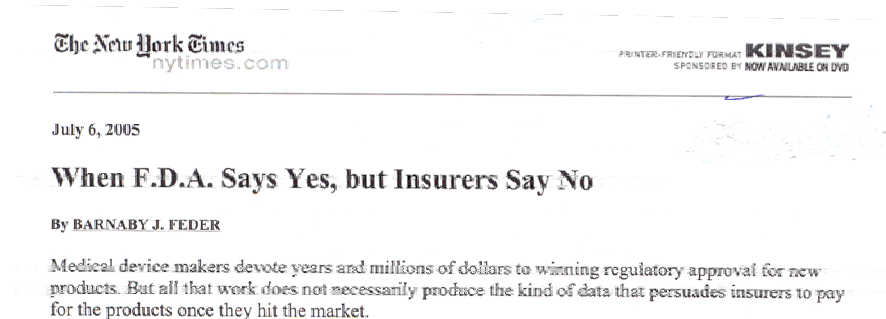 The New York Times
nytimes.com
PRINTER-FRIENDLY FORMAT KINSEY
SPONSORED BY NOW AVAILABLE ON DVD
July 6, 2005
When F.D.A. Says Yes, but Insurers Say No
By BARNABY J. FEDER
Medical device makers devote years and millions of dollars to winning regulatory approval for new
products. But all that work does not necessarily produce the kind of data that persuades insurers to pay
for the products once they hit the market.